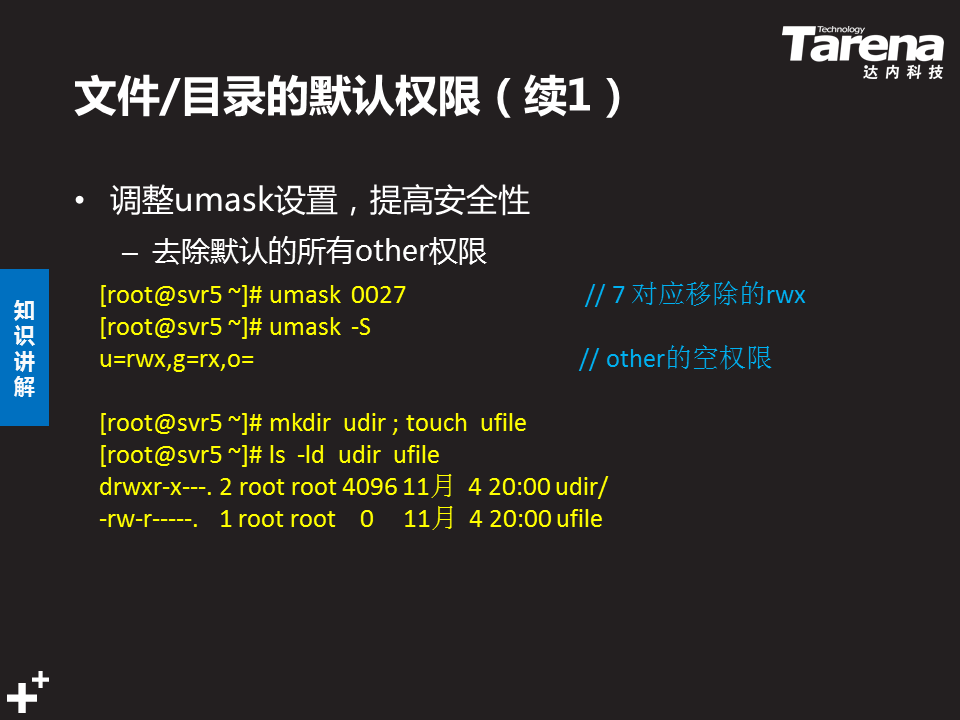 Technology
Tarena
达内科技
文件/目录的默认权限（续1）
• 调整umask设置，提高安全性
– 去除默认的所有other权限
知识讲解
[root@svr5 ~]# umask 0027 // 7 对应移除的rwx
[root@svr5 ~]# umask -S
u=rwx,g=rx,o= // other的空权限
[root@svr5 ~]# mkdir udir ; touch ufile
[root@svr5 ~]# ls -ld udir ufile
drwxr-x---. 2 root root 4096 11月 4 20:00 udir/
-rw-r-----. 1 root root 0 11月 4 20:00 ufile